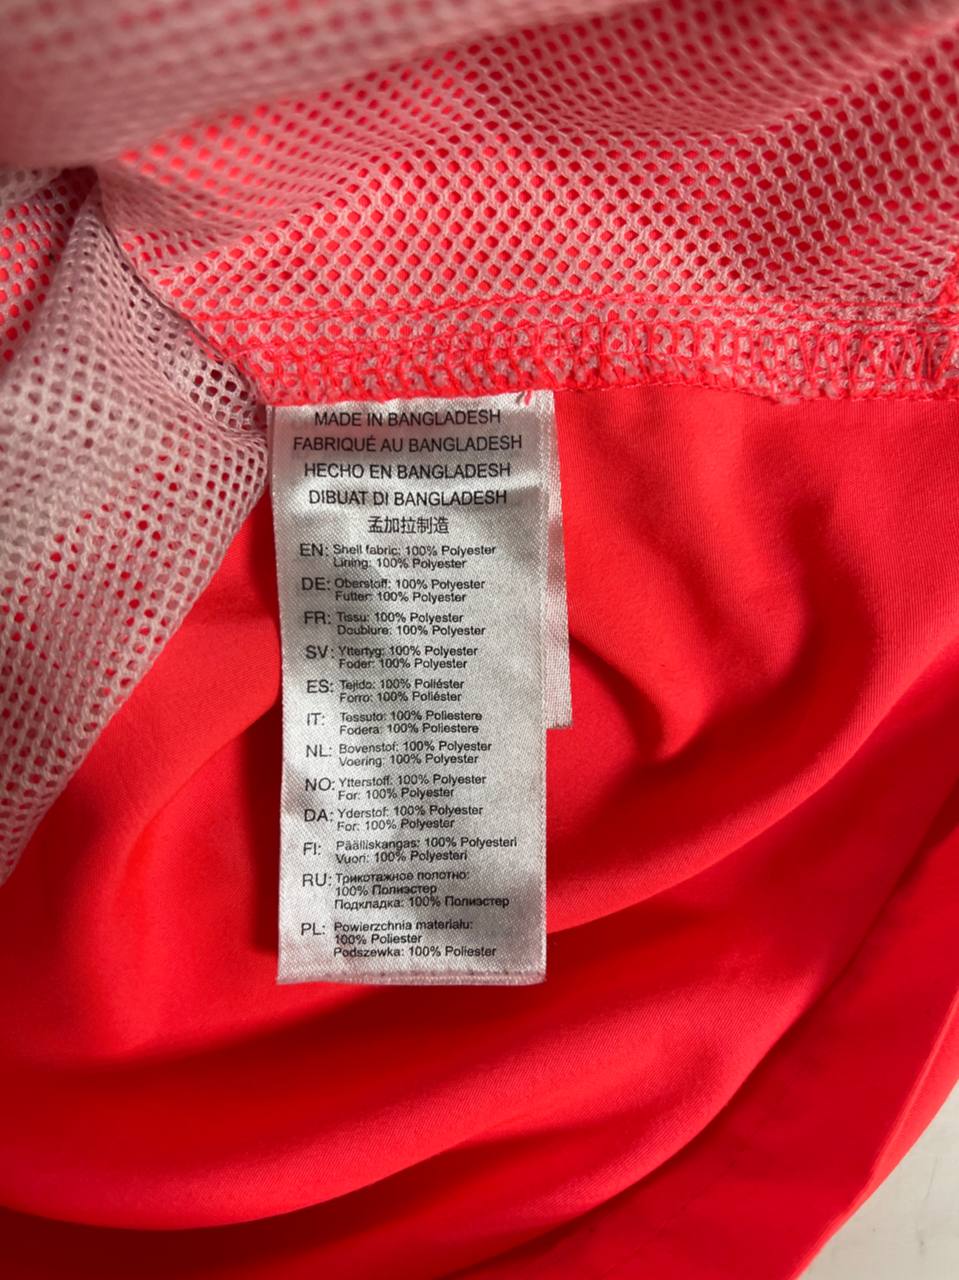 MADE IN BANGLADESH
FABRIQUÉ AU BANGLADESH
HECHO EN BANGLADESH
DIBUAT DI BANGLADESH
孟加拉制造
EN: Shell fabric: 100% Polyester
Lining: 100% Polyester
DE: Oberstoff: 100% Polyester
Futter: 100% Polyester
FR: Tissu: 100% Polyester
Doublure: 100% Polyester
SV: Yttertyg: 100% Polyester
Foder: 100% Polyester
ES: Tejido: 100% Poliéster
Forro: 100% Poliéster
IT: Tessuto: 100% Poliestere
Fodera: 100% Poliestere
NL: Bovenstof: 100% Polyester
Voering: 100% Polyester
NO: Ytterstoff: 100% Polyester
For: 100% Polyester
DA: Yderstof: 100% Polyester
For: 100% Polyester
FI: Päälliskangas: 100% Polyesteri
Vuori: 100% Polyesteri
RU: Трикотажное полотно:
100% Полиэстер
Подкладка: 100% Полиэстер
PL: Powierzchnia materiału:
100% Poliester
Podszewka: 100% Poliester